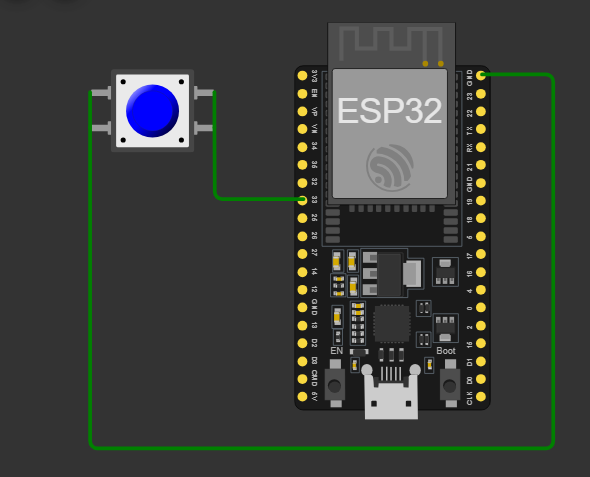 ESP32
3V3
EN
VP
VN
34
35
32
33
25
26
27
14
12
GND
13
D2
D3
CMD
5V
GND
23
22
TX
RX
21
GND
19
18
5
17
16
4
0
2
15
D1
D0
CLK
EN
Boot